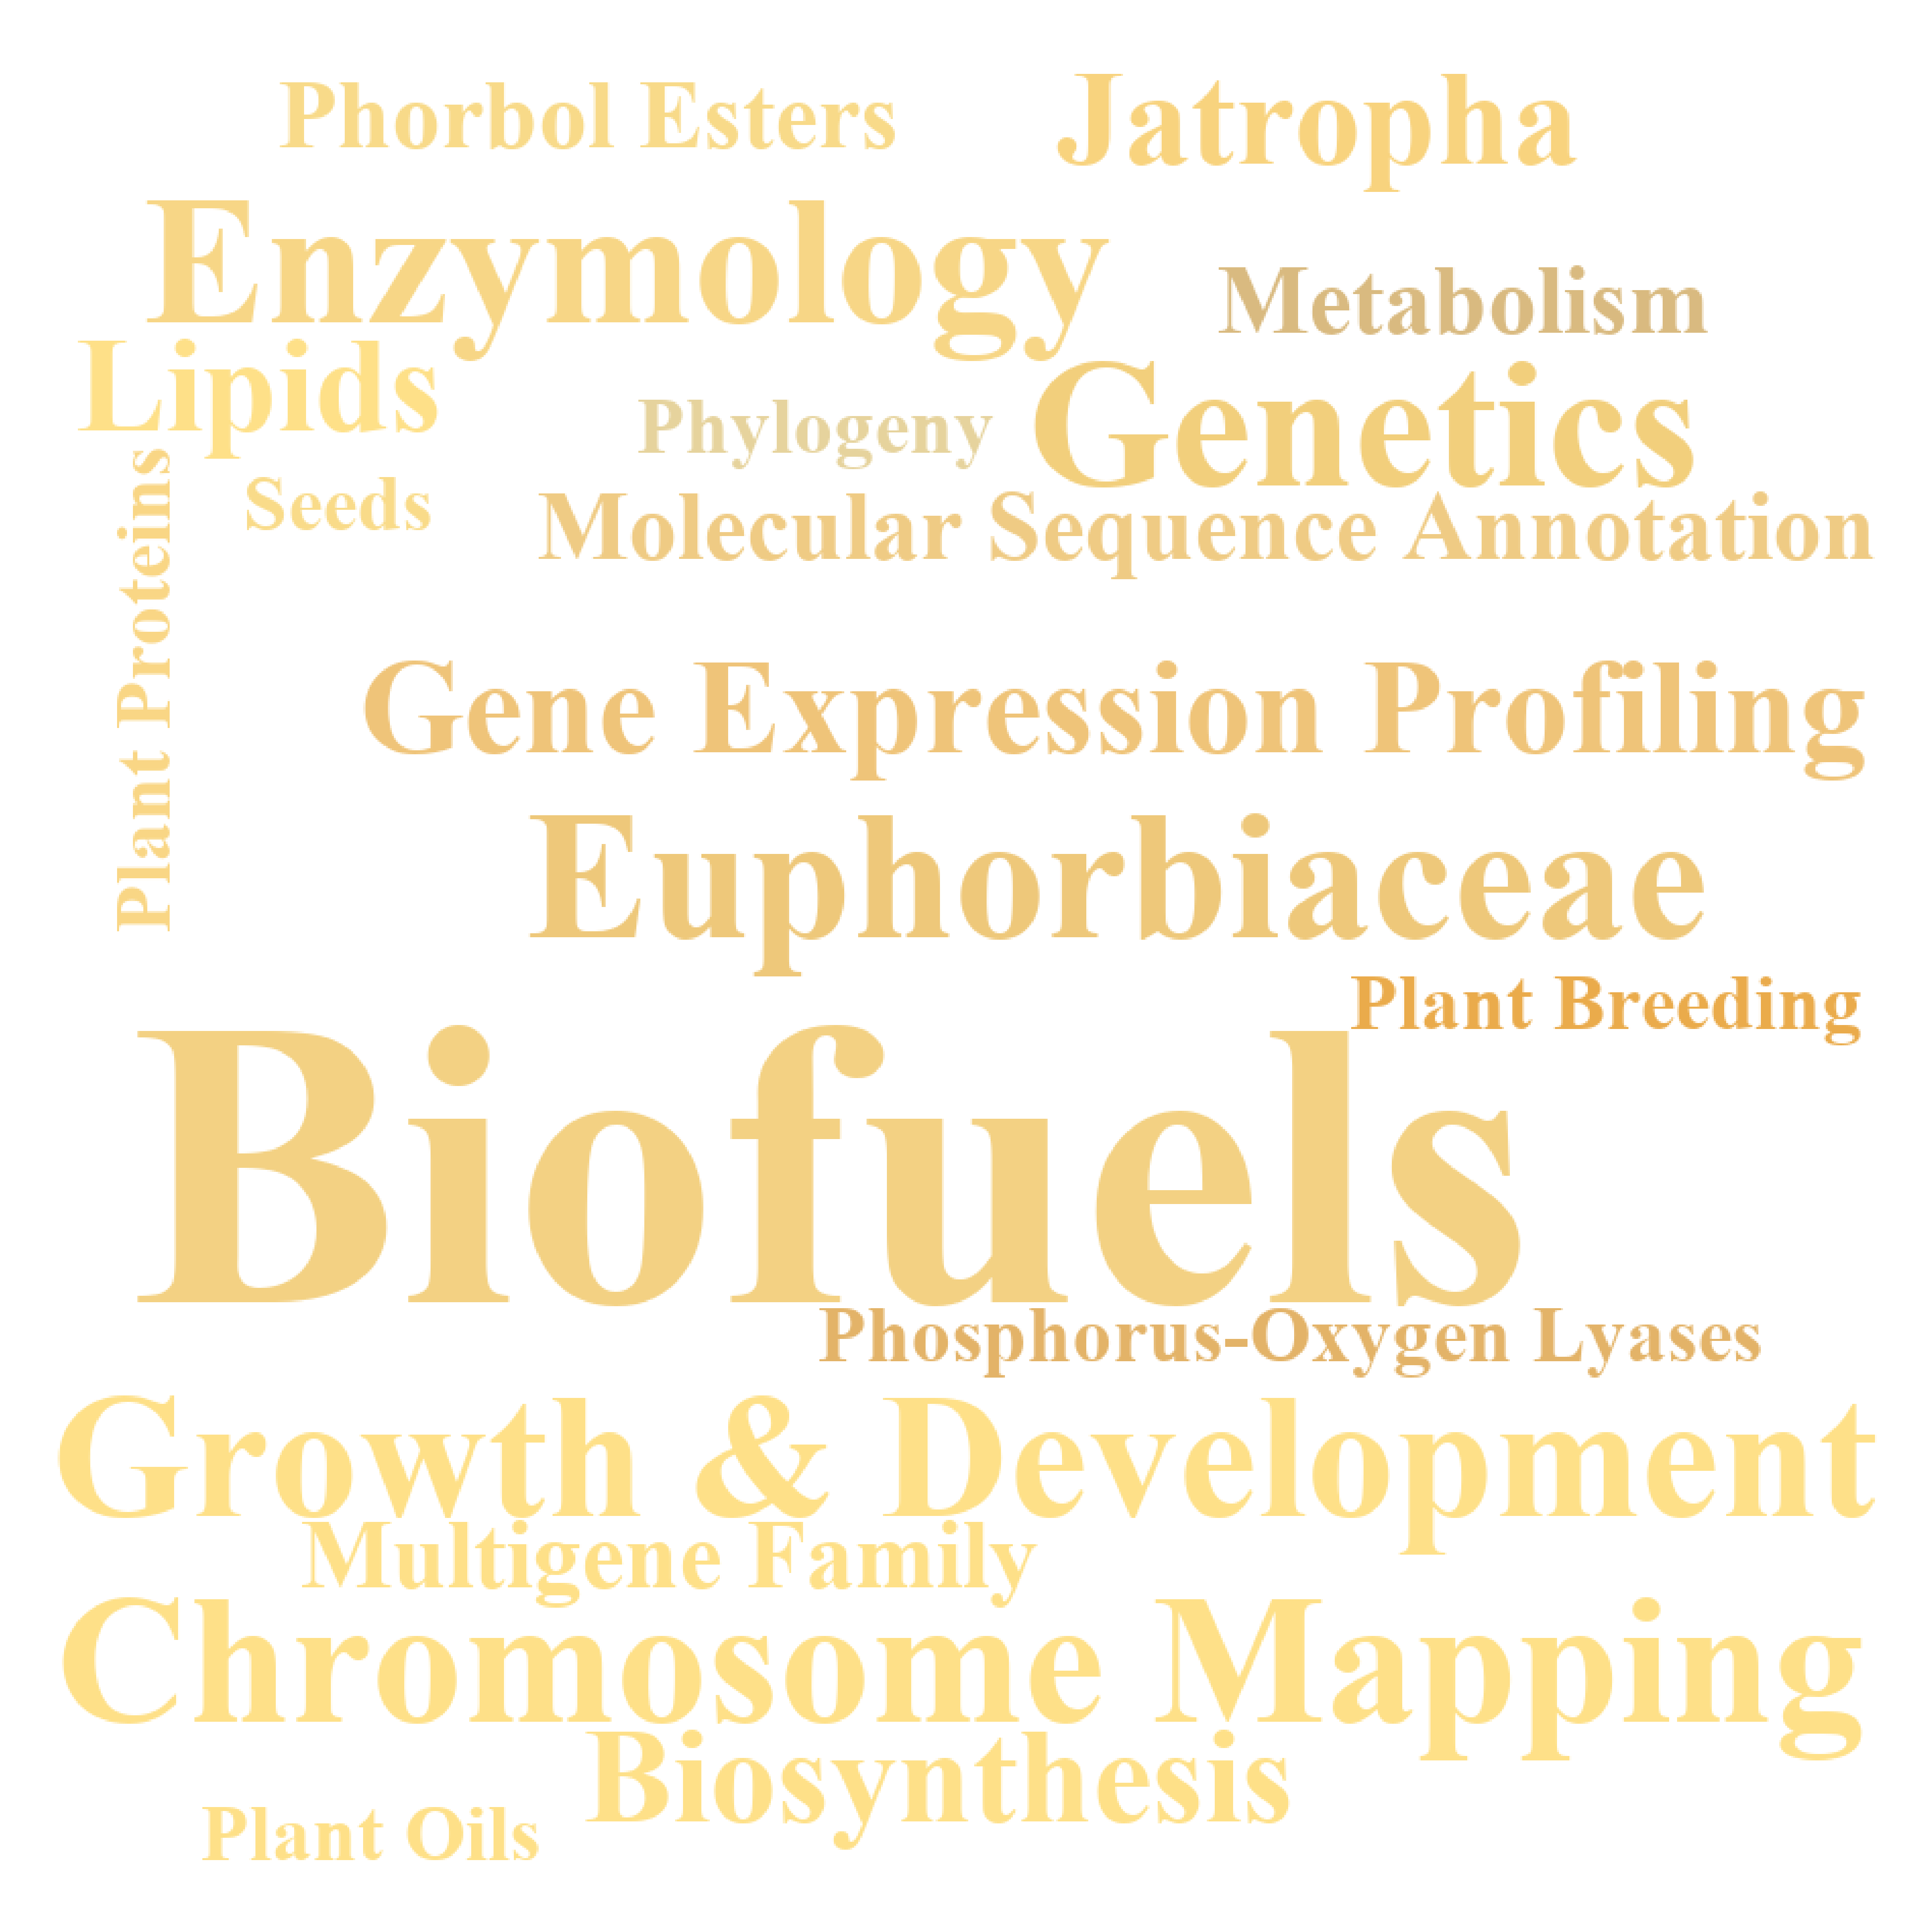 Phorbol Esters
Jatropha
Enzymology
Metabolism
Lipids
Phylogeny
Genetics
Seeds
Molecular Sequence Annotation
Plant Proteins
Gene Expression Profiling
Euphorbiaceae
Plant Breeding
Biofuels
Phosphorus-Oxygen Lyases
Growth & Development
Multigene Family
Chromosome Mapping
Biosynthesis
Plant Oils